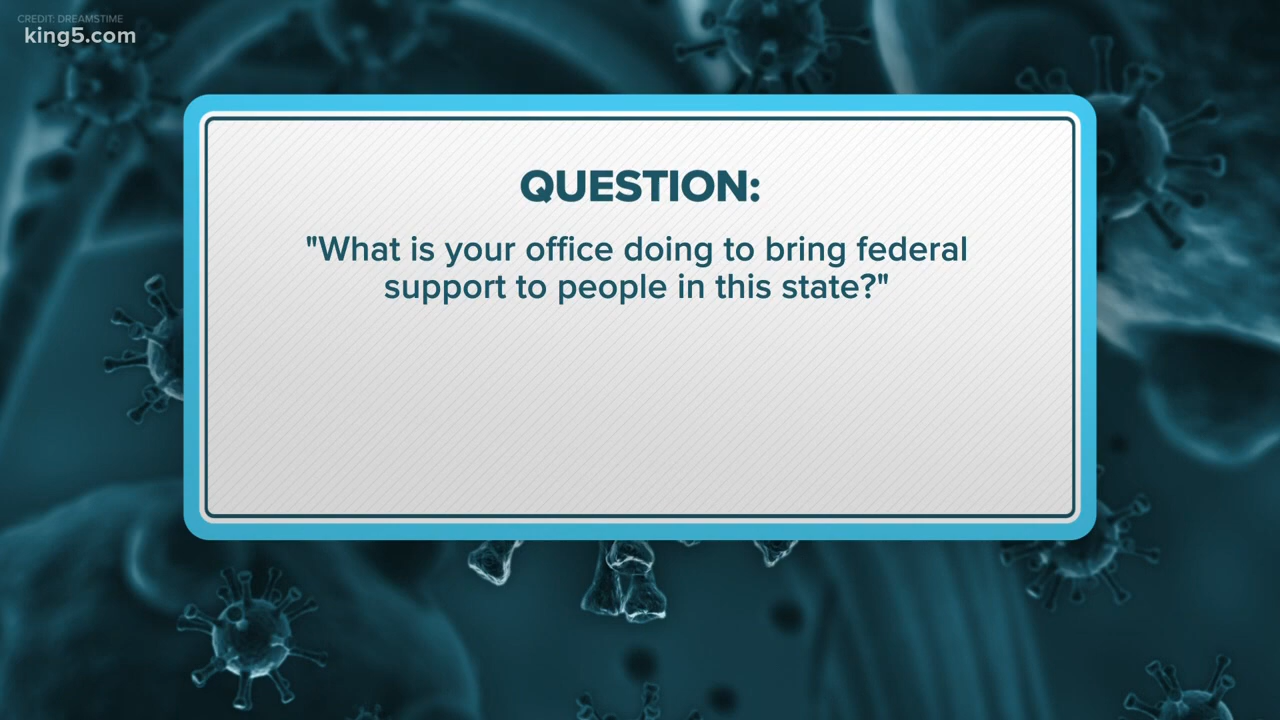 CREDIT: DREAMSTIME
king5.com
QUESTION:
"What is your office doing to bring federal
support to people in this state?"